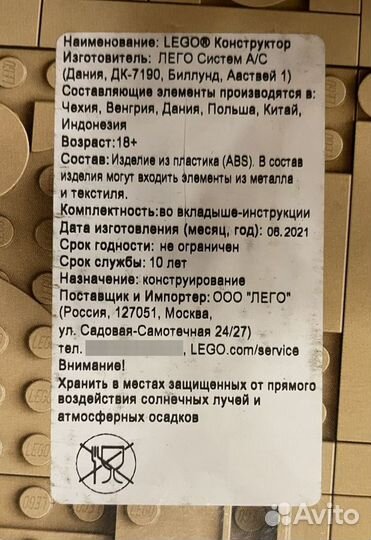 Наименование: LEGO® Конструктор
Изготовитель: ЛЕГО Систем А/С
(Дания, ДК-7190, Биллунд, Ааствей 1)
Составляющие элементы производятся в:
Чехия, Венгрия, Дания, Польша, Китай,
Индонезия
Возраст:18+
Состав: Изделие из пластика (ABS). В состав
изделия могут входить элементы из металла
и текстиля.
Комплектность:во вкладыше-инструкции
Дата изготовления (месяц, год): 06.2021
Срок годности: не ограничен
Срок службы: 10 лет
Назначение: конструирование
Поставщик и Импортер: ООО "ЛЕГО"
(Россия, 127051, Москва,
ул. Садовая-Самотечная 24/27)
тел. , LEGO.com/service
Внимание!
Хранить в местах защищенных от прямого
воздействия солнечных лучей и
атмосферных осадков
Avito